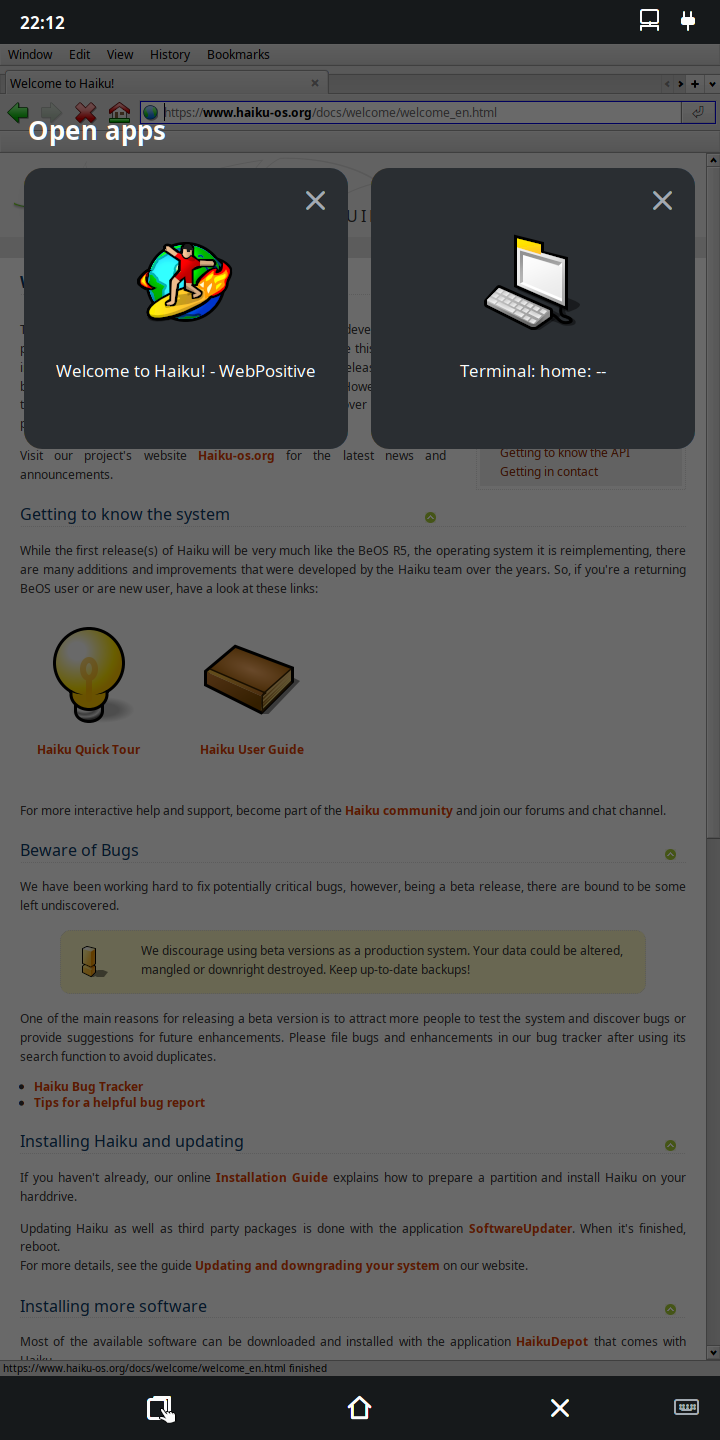 22:12
Window Edit View History Bookmarks
Welcome to Haiku!
https://www.haiku-os.org/docs/welcome/welcome_en.html
Open apps
Welcome to Haiku! - WebPositive
Terminal: home: --
Visit our project's website Haiku-os.org for the latest news and
announcements.
Getting to know the API
Getting in contact
Getting to know the system
While the first release(s) of Haiku will be very much like the BeOS R5, the operating system it is reimplementing, there
are many additions and improvements that were developed by the Haiku team over the years. So, if you're a returning
BeOS user or are new user, have a look at these links:
Haiku Quick Tour
Haiku User Guide
For more interactive help and support, become part of the Haiku community and join our forums and chat channel.
Beware of Bugs
We have been working hard to fix potentially critical bugs, however, being a beta release, there are bound to be some
left undiscovered.
We discourage using beta versions as a production system. Your data could be altered,
mangled or downright destroyed. Keep up-to-date backups!
One of the main reasons for releasing a beta version is to attract more people to test the system and discover bugs or
provide suggestions for future enhancements. Please file bugs and enhancements in our bug tracker after using its
search function to avoid duplicates.
Haiku Bug Tracker
Tips for a helpful bug report
Installing Haiku and updating
If you haven't already, our online Installation Guide explains how to prepare a partition and install Haiku on your
harddrive.
Updating Haiku as well as third party packages is done with the application SoftwareUpdater. When it's finished,
reboot.
For more details, see the guide Updating and downgrading your system on our website.
Installing more software
Most of the available software can be downloaded and installed with the application HaikuDepot that comes with
Haiku.
https://www.haiku-os.org/docs/welcome/welcome_en.html finished